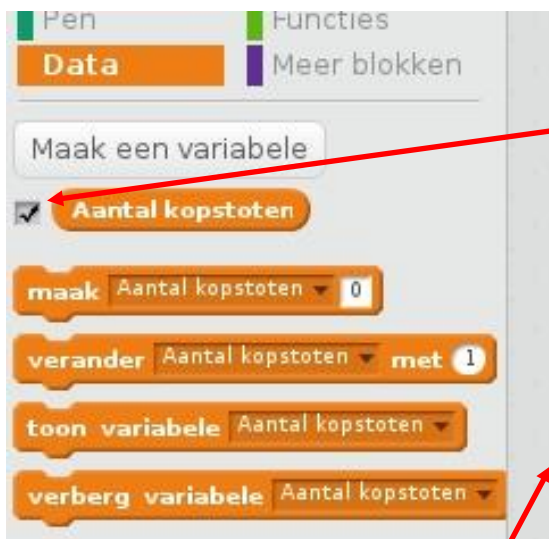 Pen Functies
Data Meer blokken
Maak een variabele
Aantal kopstoten
maak Aantal kopstoten 0
verander Aantal kopstoten met 1
toon variabele Aantal kopstoten
verberg variabele Aantal kopstoten